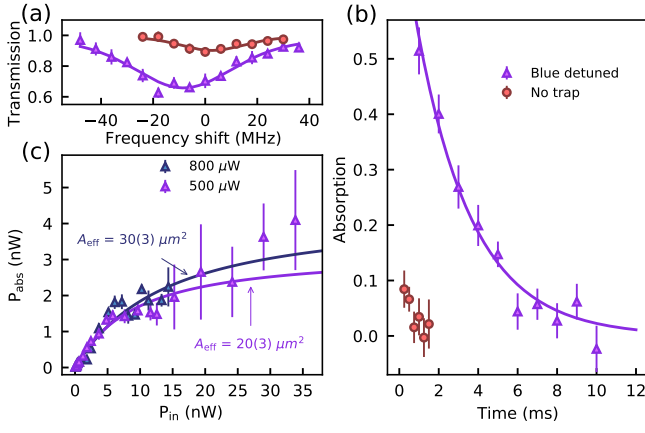 (a)
Transmission
1.0
0.8
0.6
−40
−20
0
20
40
Frequency shift (MHz)
(c)
800 μW
500 μW
P_abs (nW)
5
4
3
2
1
0
A_eff = 30(3) μm²
A_eff = 20(3) μm²
0
5
10
15
20
25
30
35
P_in (nW)
(b)
Blue detuned
No trap
Absorption
0.5
0.4
0.3
0.2
0.1
0.0
0
2
4
6
8
10
12
Time (ms)